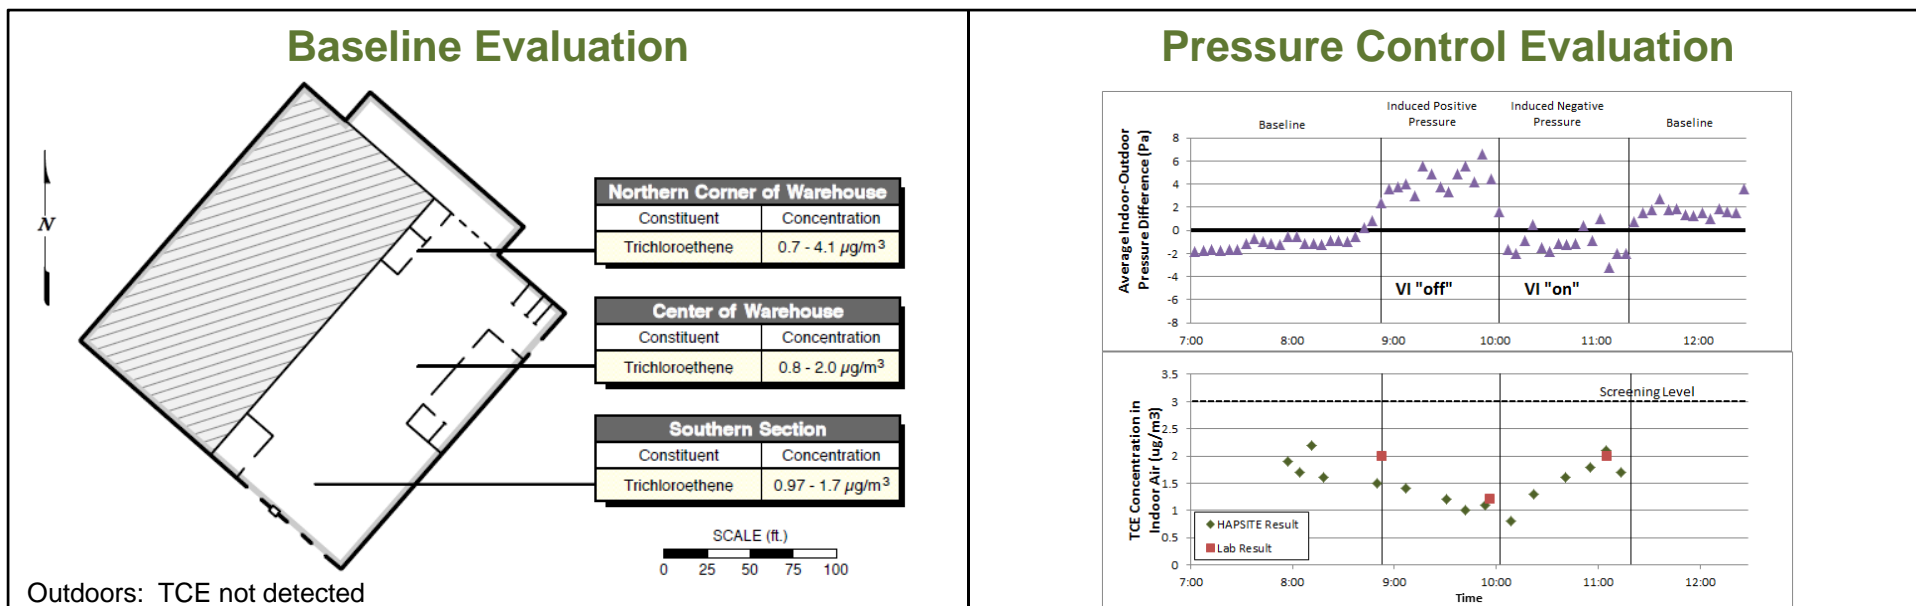 Baseline Evaluation
N
Northern Corner of Warehouse
Constituent Concentration
Trichloroethene 0.7 - 4.1 µg/m³
Center of Warehouse
Constituent Concentration
Trichloroethene 0.8 - 2.0 µg/m³
Southern Section
Constituent Concentration
Trichloroethene 0.97 - 1.7 µg/m³
SCALE (ft.)
0 25 50 75 100
Outdoors: TCE not detected
Pressure Control Evaluation
Average Indoor-Outdoor
Pressure Difference (Pa)
Baseline
Induced Positive
Pressure
Induced Negative
Pressure
Baseline
8
6
4
2
0
-2
-4
-6
-8
VI "off"
VI "on"
7:00 8:00 9:00 10:00 11:00 12:00
TCE Concentration in
Indoor Air (ug/m3)
3.5
3
2.5
2
1.5
1
0.5
0
Screening Level
HAPSITE Result
Lab Result
7:00 8:00 9:00 10:00 11:00 12:00
Time